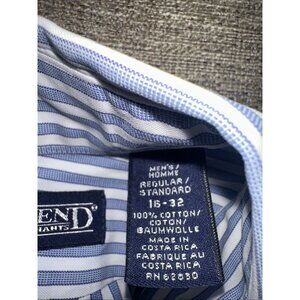 END
MEN'S/
HOMME
REGULAR/
STANDARD
16-32
100% COTTON/
COTON/
BAUMWOLLE
MADE IN
COSTA RICA
FABRIQUE AU
COSTA RICA
RN 62830